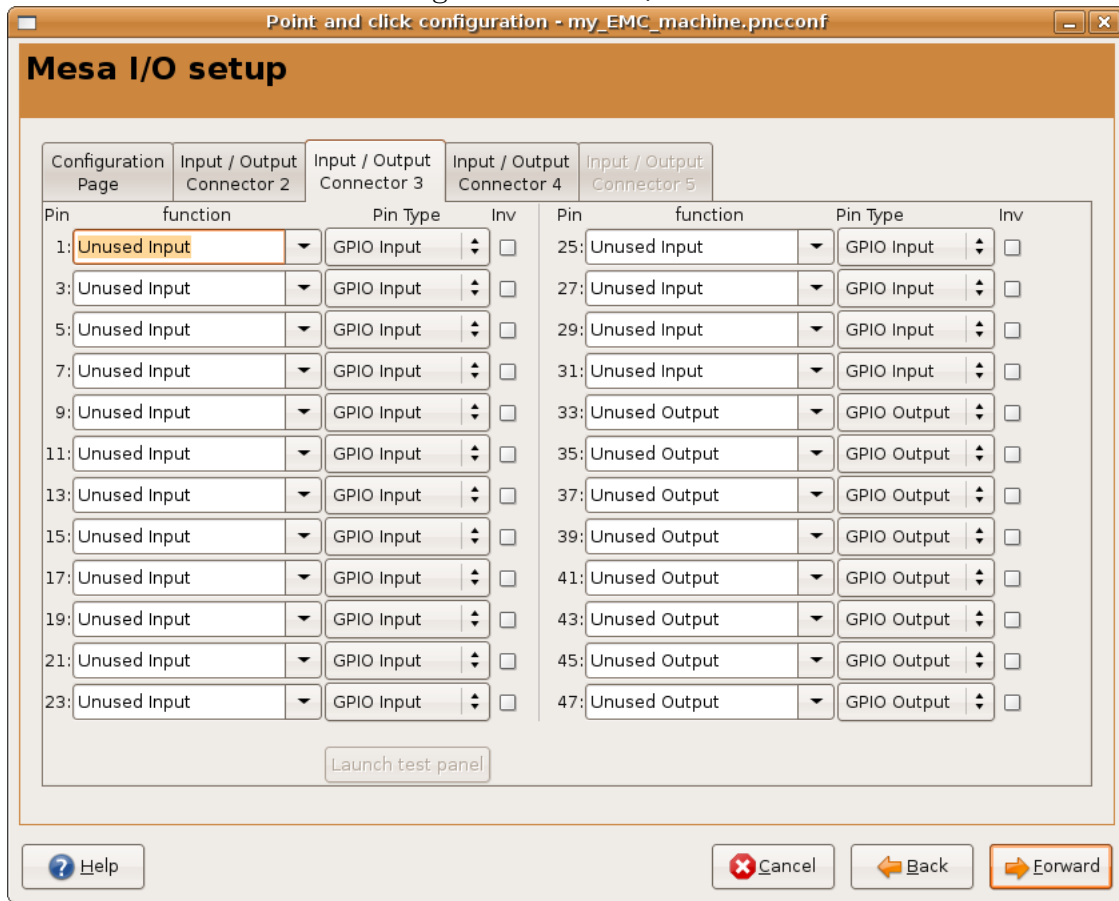 Point and click configuration - my_EMC_machine.pncconf
Mesa I/O setup
Configuration Page
Input / Output Connector 2
Input / Output Connector 3
Input / Output Connector 4
Input / Output Connector 5
Pin function Pin Type Inv Pin function Pin Type Inv
1: Unused Input GPIO Input 25: Unused Input GPIO Input
3: Unused Input GPIO Input 27: Unused Input GPIO Input
5: Unused Input GPIO Input 29: Unused Input GPIO Input
7: Unused Input GPIO Input 31: Unused Input GPIO Input
9: Unused Input GPIO Input 33: Unused Output GPIO Output
11: Unused Input GPIO Input 35: Unused Output GPIO Output
13: Unused Input GPIO Input 37: Unused Output GPIO Output
15: Unused Input GPIO Input 39: Unused Output GPIO Output
17: Unused Input GPIO Input 41: Unused Output GPIO Output
19: Unused Input GPIO Input 43: Unused Output GPIO Output
21: Unused Input GPIO Input 45: Unused Output GPIO Output
23: Unused Input GPIO Input 47: Unused Output GPIO Output
Launch test panel
Help Cancel Back Forward